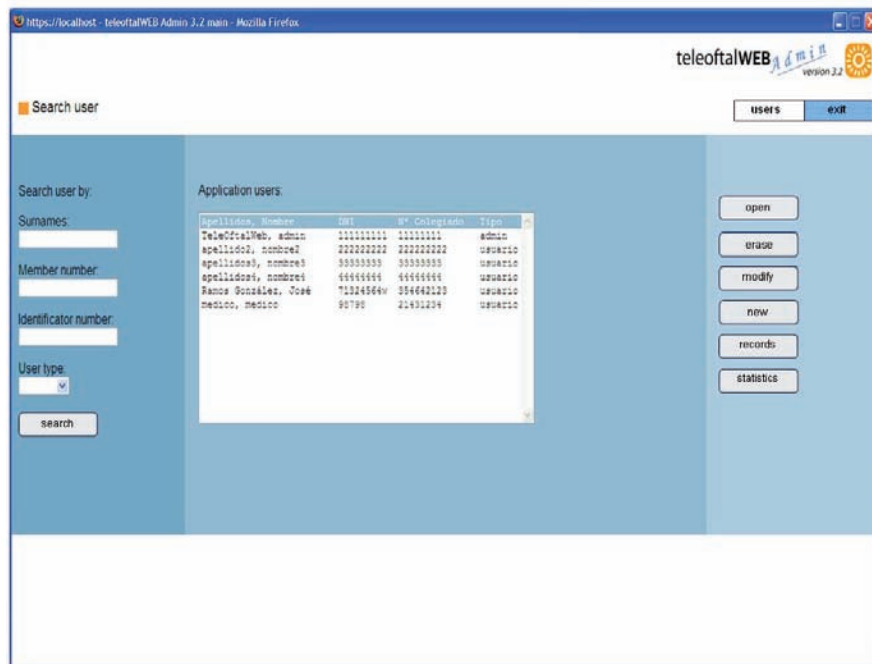 https://localhost - teleoftalWEB Admin 3.2 main - Mozilla Firefox
teleoftalWEB Admin
version 3.2
Search user
users exit
Search user by:
Surnames:
Member number:
Identificator number:
User type:
search
Application users:
Apellidos, Nombre DNI Nº Colegiado Tipo
TeleOftalWeb, admin 111111111 11111111 admin
apellido2, nombre2 222222222 222222222 usuario
apellidos3, nombre3 33333333 33333333 usuario
apellidos4, nombre4 44444444 44444444 usuario
Ramos González, José 71324564w 354642123 usuario
medico, medico 98798 21431234 usuario
open
erase
modify
new
records
statistics